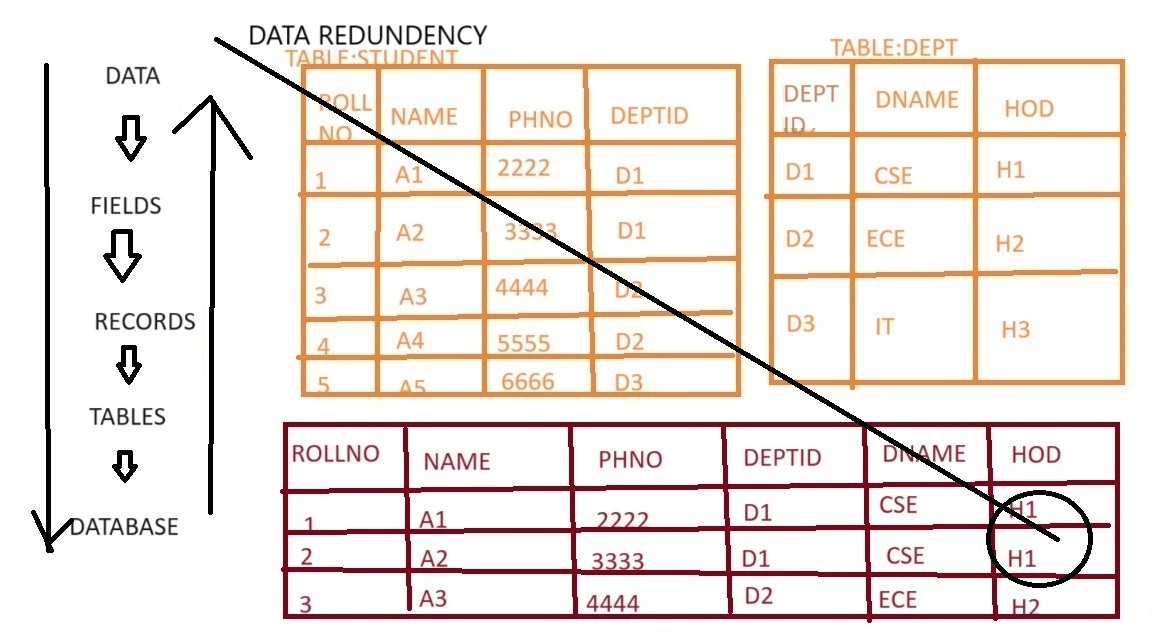 DATA REDUNDENCY
TABLE:STUDENT
TABLE:DEPT
DATA
FIELDS
RECORDS
TABLES
DATABASE
ROLL NAME PHNO DEPTID
NO
1 A1 2222 D1
2 A2 3333 D1
3 A3 4444 D2
4 A4 5555 D2
5 A5 6666 D3
DEPT DNAME HOD
ID
D1 CSE H1
D2 ECE H2
D3 IT H3
ROLLNO NAME PHNO DEPTID DNAME HOD
1 A1 2222 D1 CSE H1
2 A2 3333 D1 CSE H1
3 A3 4444 D2 ECE H2